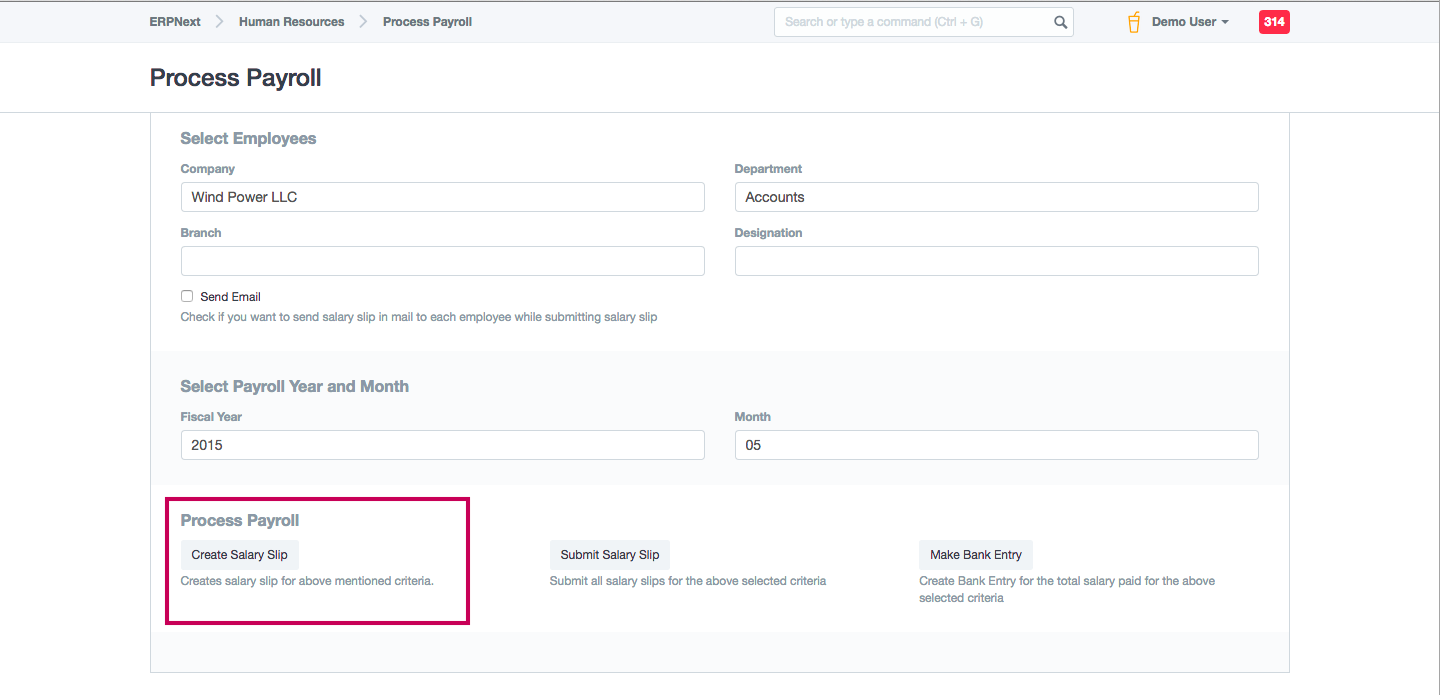 ERPNext Human Resources Process Payroll Search or type a command (Ctrl + G) Demo User 314
Process Payroll
Select Employees
Company Department
Wind Power LLC Accounts
Branch Designation
Send Email
Check if you want to send salary slip in mail to each employee while submitting salary slip
Select Payroll Year and Month
Fiscal Year Month
2015 05
Process Payroll
Create Salary Slip Submit Salary Slip Make Bank Entry
Creates salary slip for above mentioned criteria. Submit all salary slips for the above selected criteria Create Bank Entry for the total salary paid for the above
selected criteria